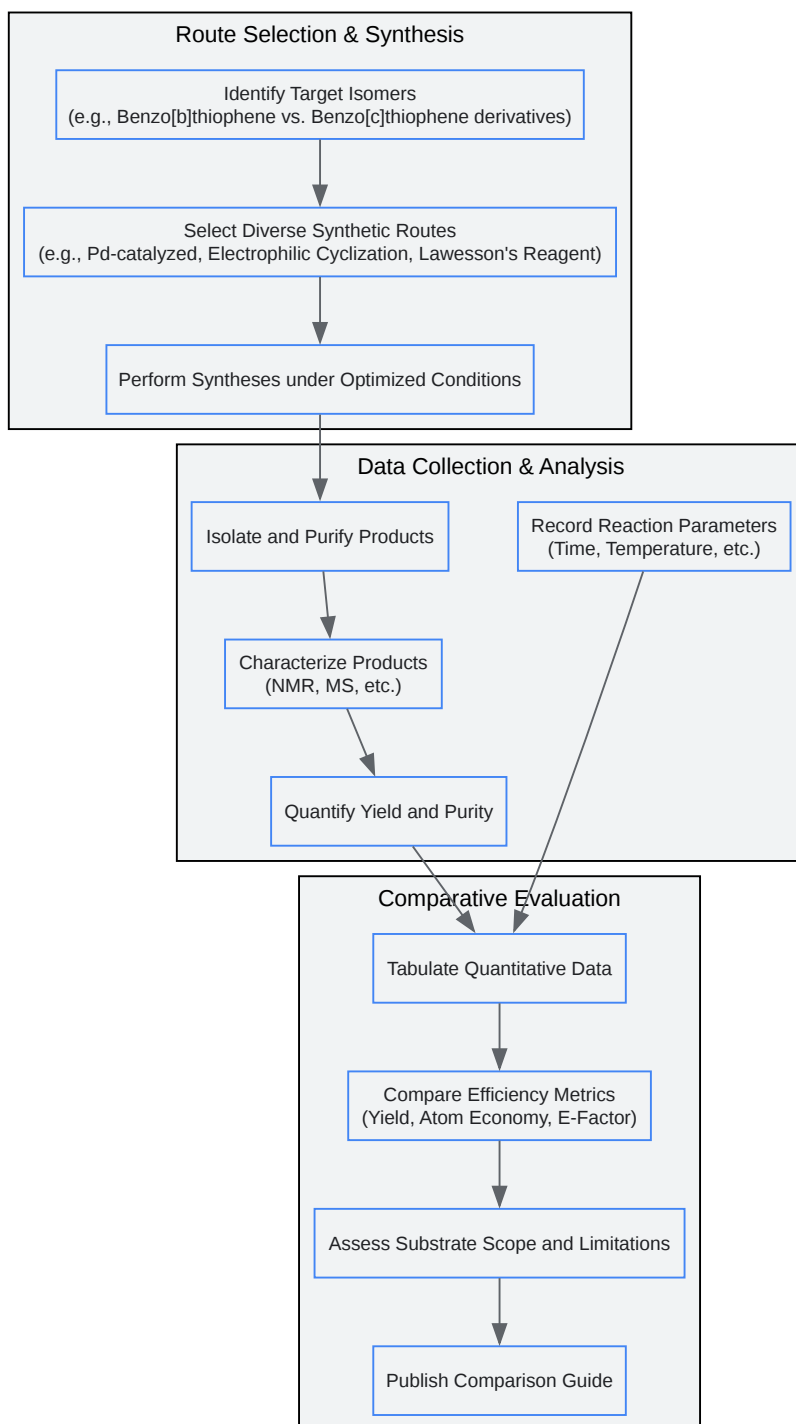 Route Selection & Synthesis
Identify Target Isomers
(e.g., Benzo[b]thiophene vs. Benzo[c]thiophene derivatives)
Select Diverse Synthetic Routes
(e.g., Pd-catalyzed, Electrophilic Cyclization, Lawesson's Reagent)
Perform Syntheses under Optimized Conditions
Data Collection & Analysis
Isolate and Purify Products
Record Reaction Parameters
(Time, Temperature, etc.)
Characterize Products
(NMR, MS, etc.)
Quantify Yield and Purity
Comparative Evaluation
Tabulate Quantitative Data
Compare Efficiency Metrics
(Yield, Atom Economy, E-Factor)
Assess Substrate Scope and Limitations
Publish Comparison Guide